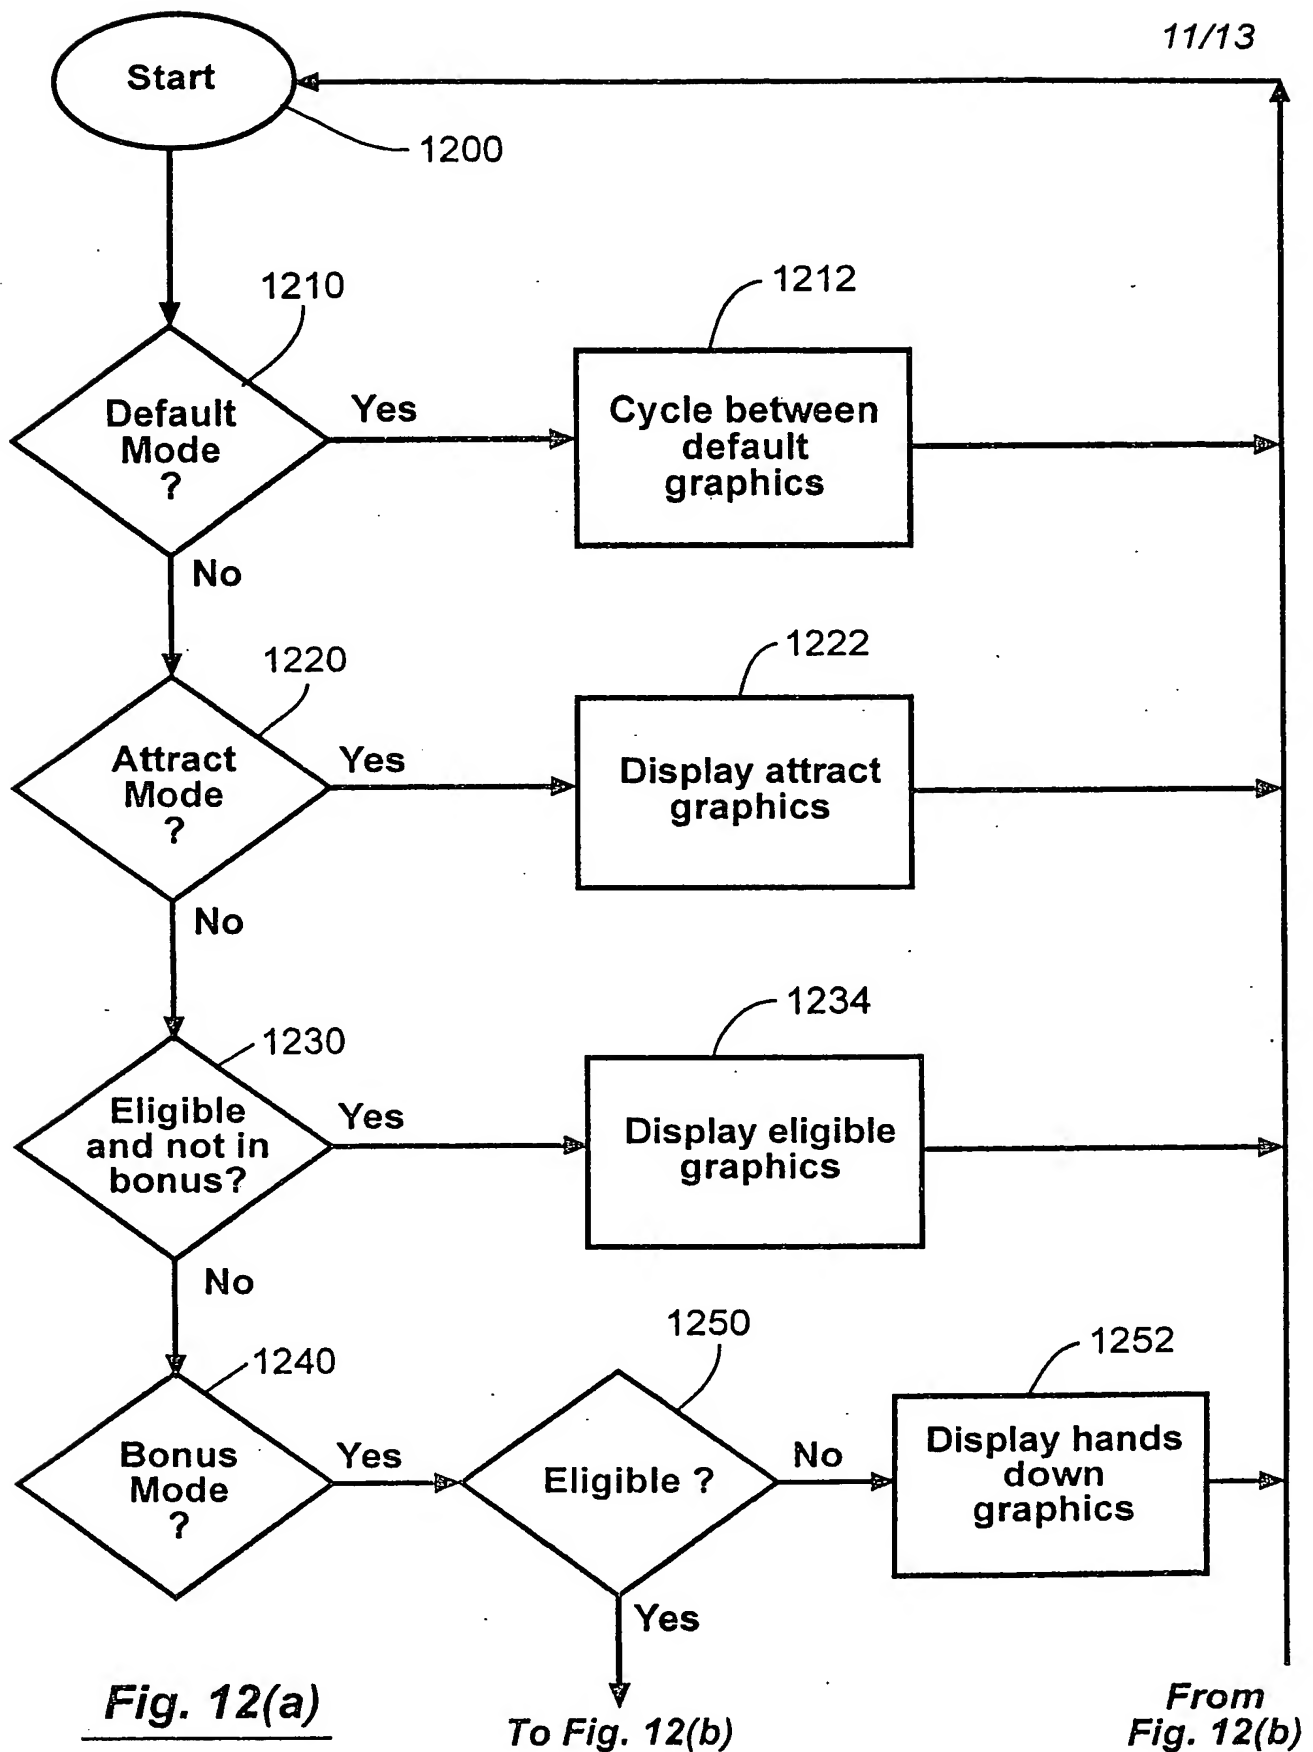 11/13
Start
1200
1210
1212
Default
Mode
?
Yes
Cycle between
default
graphics
No
1220
1222
Attract
Mode
?
Yes
Display attract
graphics
No
1230
1234
Eligible
and not in
bonus?
Yes
Display eligible
graphics
No
1240
1250
1252
Bonus
Mode
?
Yes
Eligible ?
No
Display hands
down
graphics
Yes
Fig. 12(a)
To Fig. 12(b)
From
Fig. 12(b)